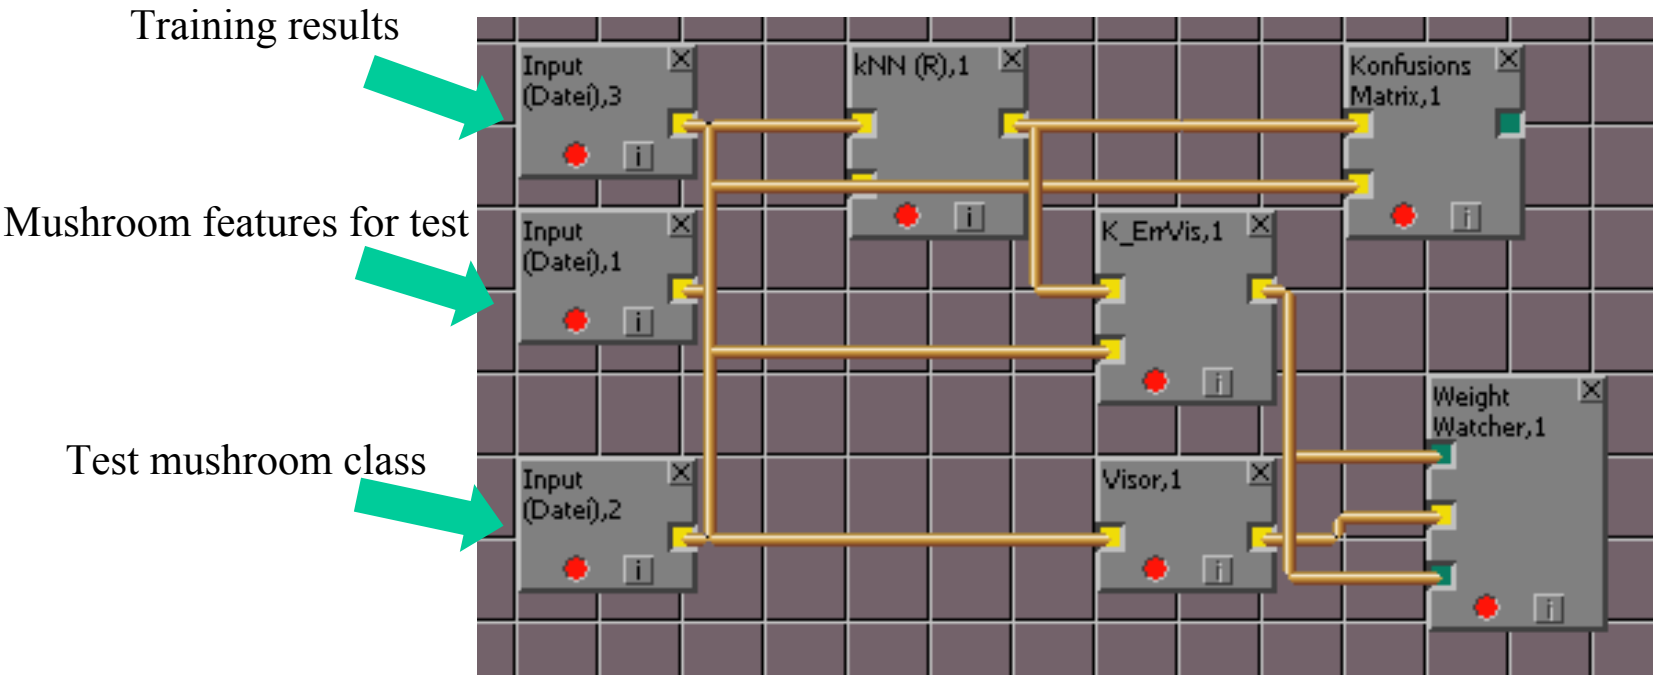 Training results
Mushroom features for test
Test mushroom class
Input
(Datei),3
i
Input
(Datei),1
i
Input
(Datei),2
i
kNN (R),1
i
K_ErrVis,1
i
Visor,1
i
Konfusions
Matrix,1
i
Weight
Watcher,1
i